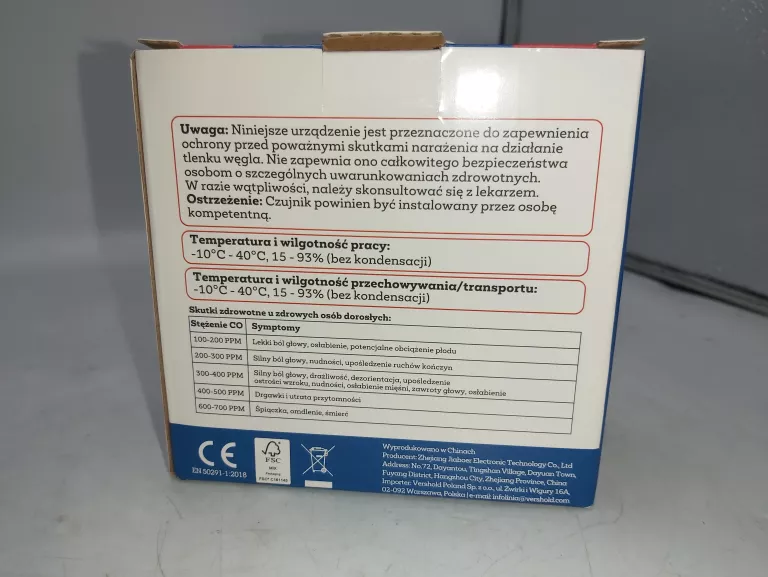 Uwaga: Niniejsze urządzenie jest przeznaczone do zapewnienia
ochrony przed poważnymi skutkami narażenia na działanie
tlenku węgla. Nie zapewnia ono całkowitego bezpieczeństwa
osobom o szczególnych uwarunkowaniach zdrowotnych.
W razie wątpliwości, należy skonsultować się z lekarzem.
Ostrzeżenie: Czujnik powinien być instalowany przez osobę
kompetentną.
Temperatura i wilgotność pracy:
-10°C - 40°C, 15 - 93% (bez kondensacji)
Temperatura i wilgotność przechowywania/transportu:
-10°C - 40°C, 15 - 93% (bez kondensacji)
Skutki zdrowotne u zdrowych osób dorosłych:
Stężenie CO Symptomy
100-200 PPM Lekki ból głowy, osłabienie, potencjalne obciążenie płodu
200-300 PPM Silny ból głowy, nudności, upośledzenie ruchów kończyn
300-400 PPM Silny ból głowy, drażliwość, dezorientacja, upośledzenie
ostrości wzroku, nudności, osłabienie mięśni, zawroty głowy, osłabienie
400-500 PPM Drgawki i utrata przytomności
600-700 PPM Śpiączka, omdlenie, śmierć
CE
EN 50291-1:2018
FSC
Wyprodukowano w Chinach
Producent: Zhejiang Jiaboer Electronic Technology Co., Ltd
Address: No.72, Dayantou, Tingshan Village, Dayuan Town,
Fuyang District, Hangzhou City, Zhejiang Province, China
Importer: Vershold Poland Sp. z o.o., ul. Żwirki i Wigury 16A,
02-092 Warszawa, Polska | e-mail: infolinia@vershold.com